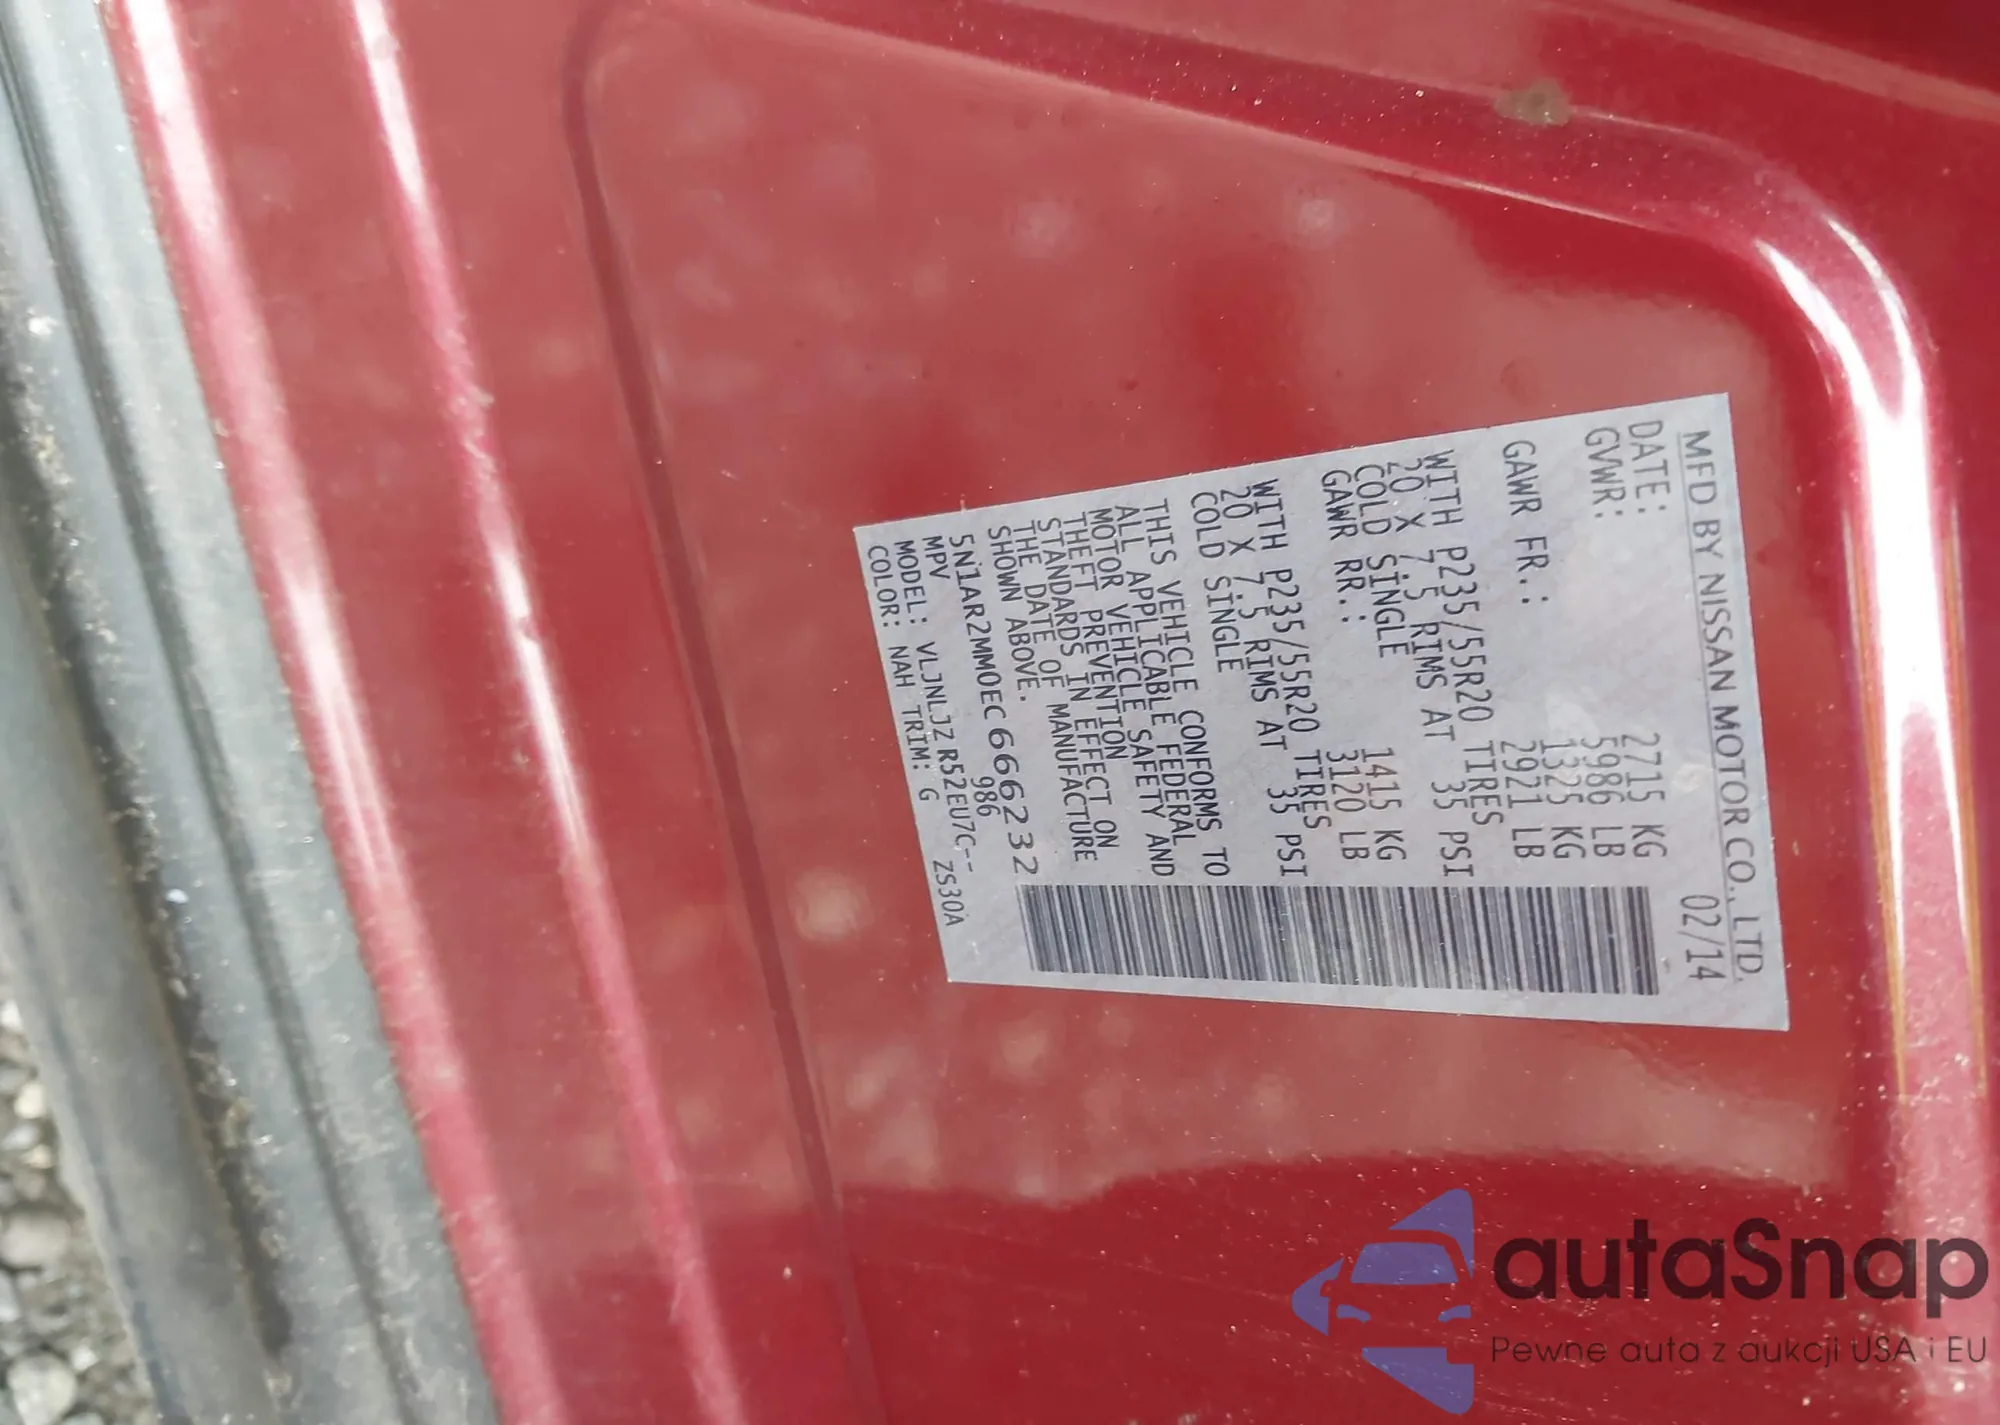 MFD BY NISSAN MOTOR CO., LTD.
DATE: 02/14
GVWR: 2715 KG
5986 LB
GAWR FR.: 1325 KG
2921 LB
WITH P235/55R20 TIRES
20 X 7.5 RIMS AT 35 PSI
COLD SINGLE
GAWR RR.: 1415 KG
3120 LB
WITH P235/55R20 TIRES
20 X 7.5 RIMS AT 35 PSI
COLD SINGLE
THIS VEHICLE CONFORMS TO
ALL APPLICABLE FEDERAL
MOTOR VEHICLE SAFETY AND
THEFT PREVENTION
STANDARDS IN EFFECT ON
THE DATE OF MANUFACTURE
SHOWN ABOVE.
5N1AR2MM0EC666232
MPV 986
MODEL: VLJNLJZ R52EU7C--
COLOR: NAH TRIM: G ZS30A
autaSnap
Pewne auta z aukcji USA i EU